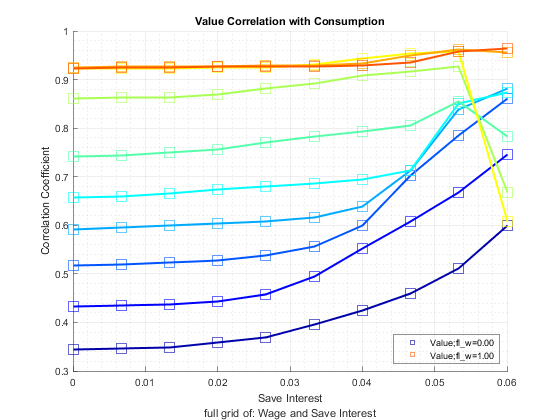 Value Correlation with Consumption
Correlation Coefficient
1
0.9
0.8
0.7
0.6
0.5
0.4
0.3
0
0.01
0.02
0.03
0.04
0.05
0.06
Value;fl_w=0.00
Value;fl_w=1.00
Save Interest
full grid of: Wage and Save Interest